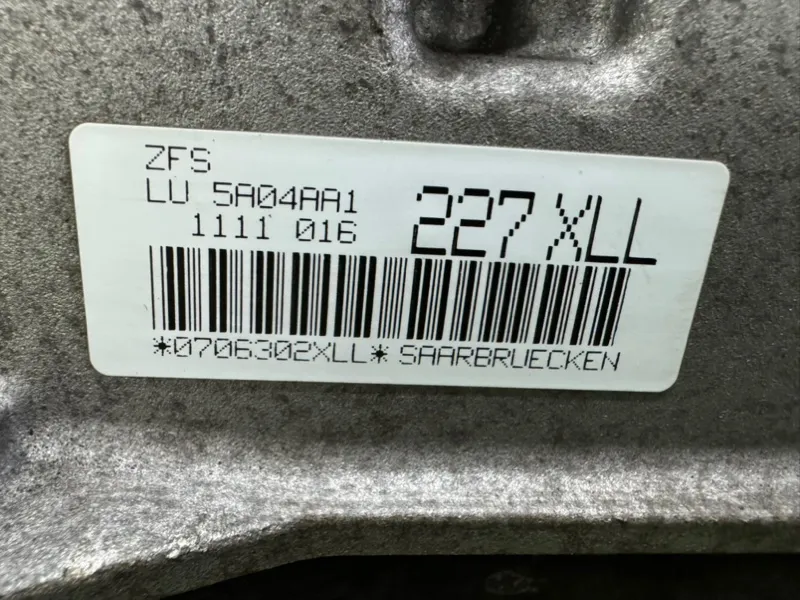 ZFS
LU 5A04AA1
1111 016
227 XLL
*0706302XLL* SAARBRUECKEN